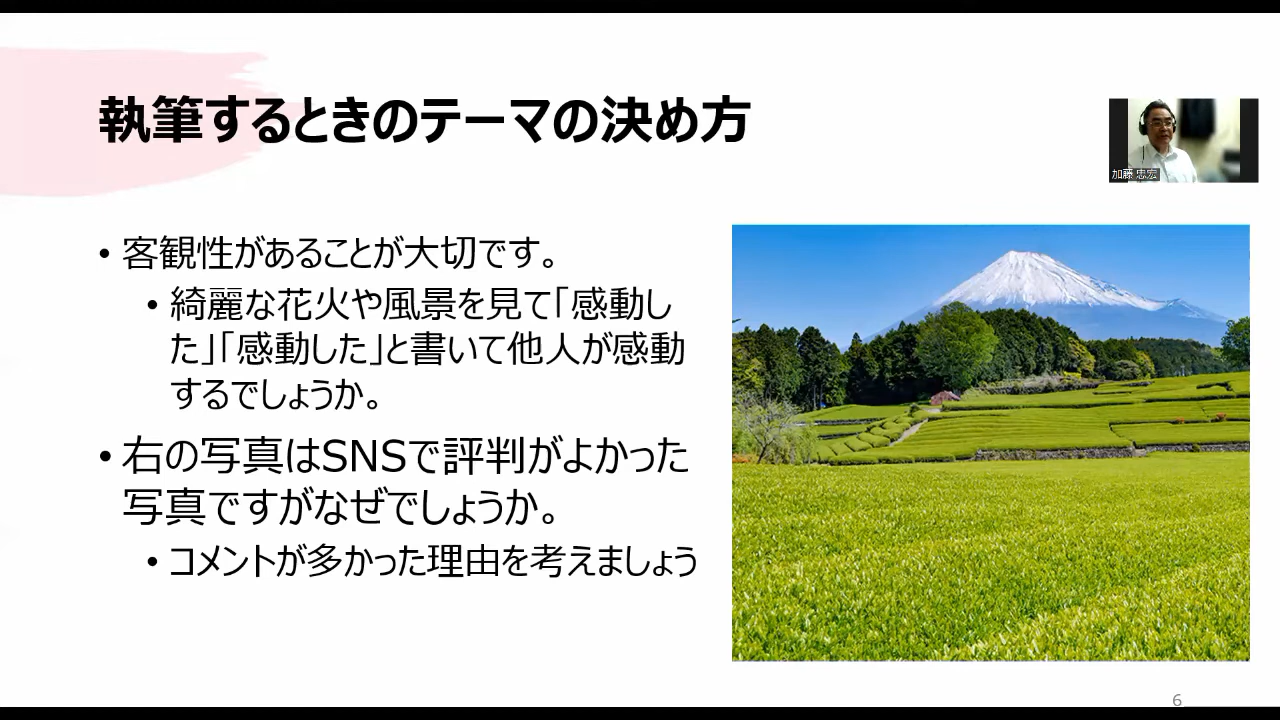 執筆するときのテーマの決め方
加藤 忠宏
• 客観性があることが大切です。
• 綺麗な花火や風景を見て「感動し
た」「感動した」と書いて他人が感動
するでしょうか。
• 右の写真はSNSで評判がよかった
写真ですがなぜでしょうか。
• コメントが多かった理由を考えましょう
6